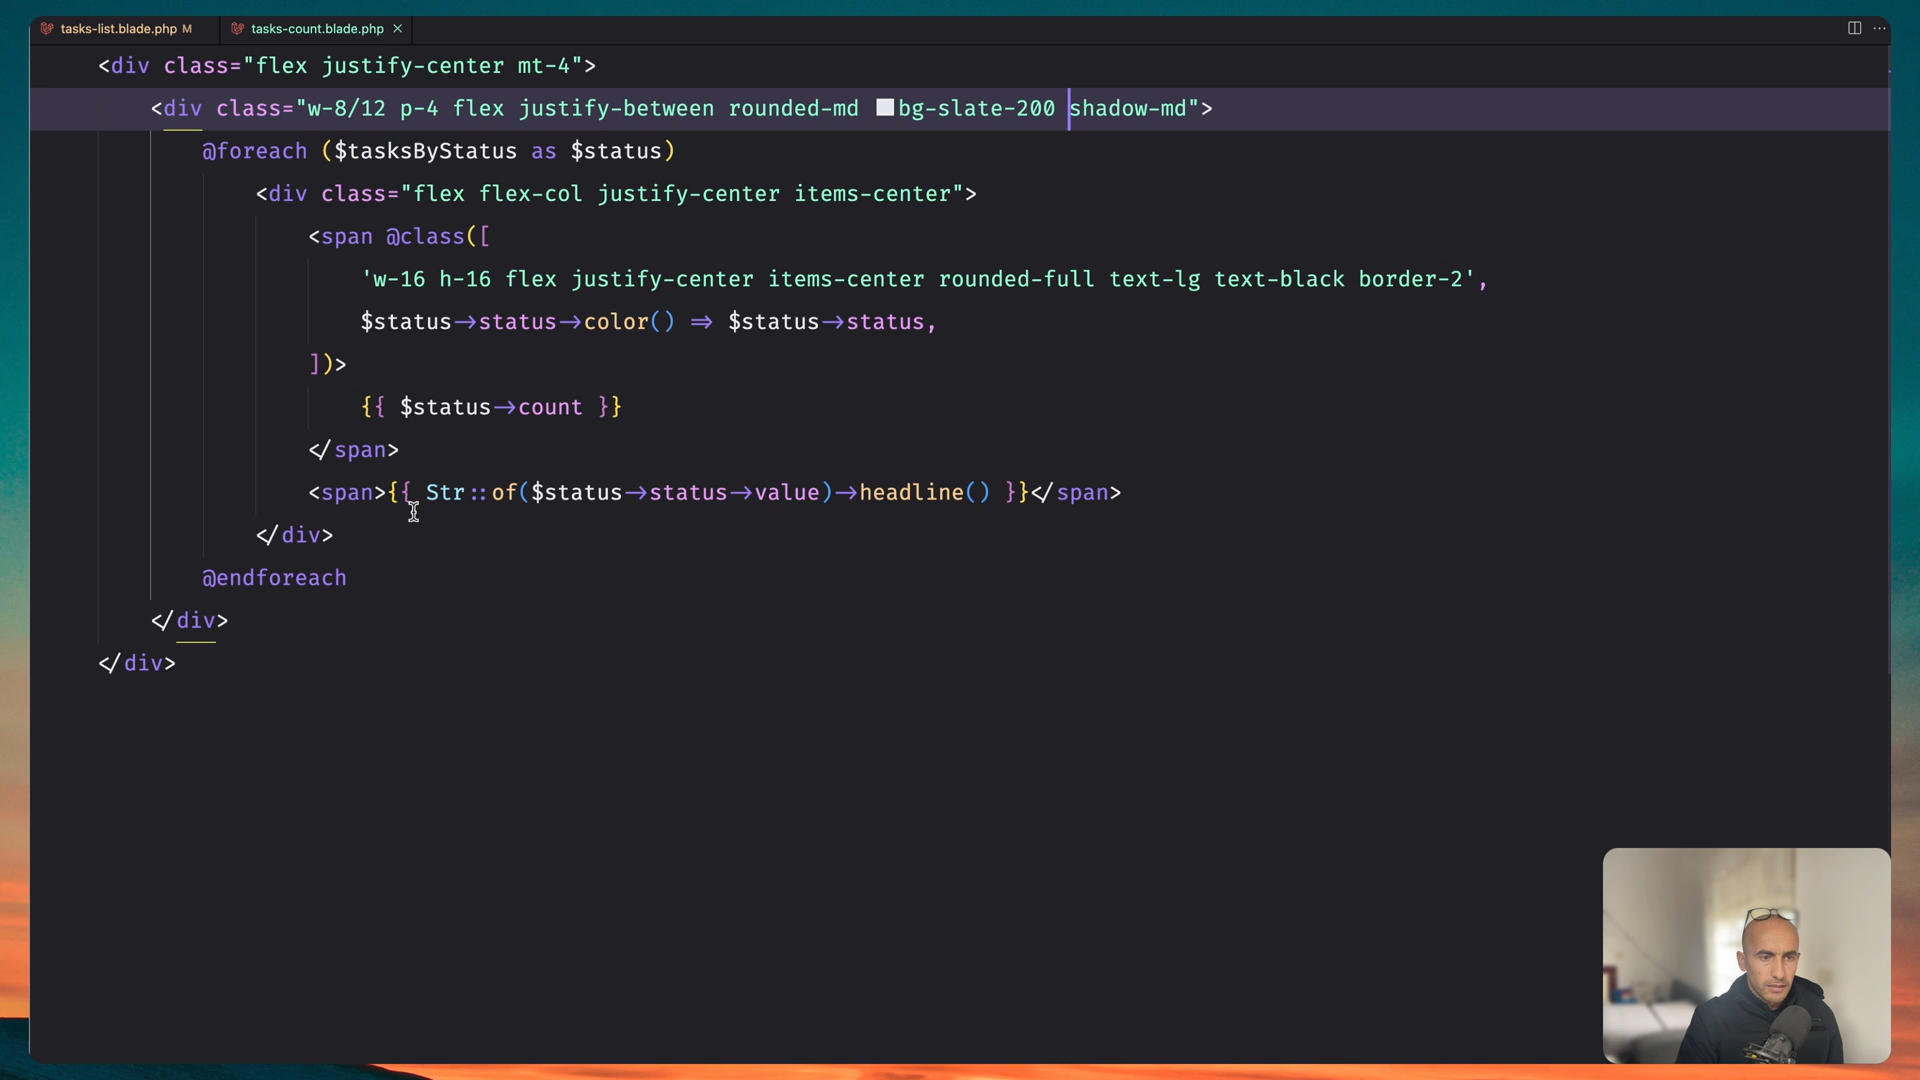 tasks-list.blade.php M
tasks-count.blade.php
<div class="flex justify-center mt-4">
<div class="w-8/12 p-4 flex justify-between rounded-md bg-slate-200 shadow-md">
@foreach ($tasksByStatus as $status)
<div class="flex flex-col justify-center items-center">
<span @class([
'w-16 h-16 flex justify-center items-center rounded-full text-lg text-black border-2',
$status->status->color() => $status->status,
])>
{{ $status->count }}
</span>
<span>{{ Str::of($status->status->value)->headline() }}</span>
</div>
@endforeach
</div>
</div>